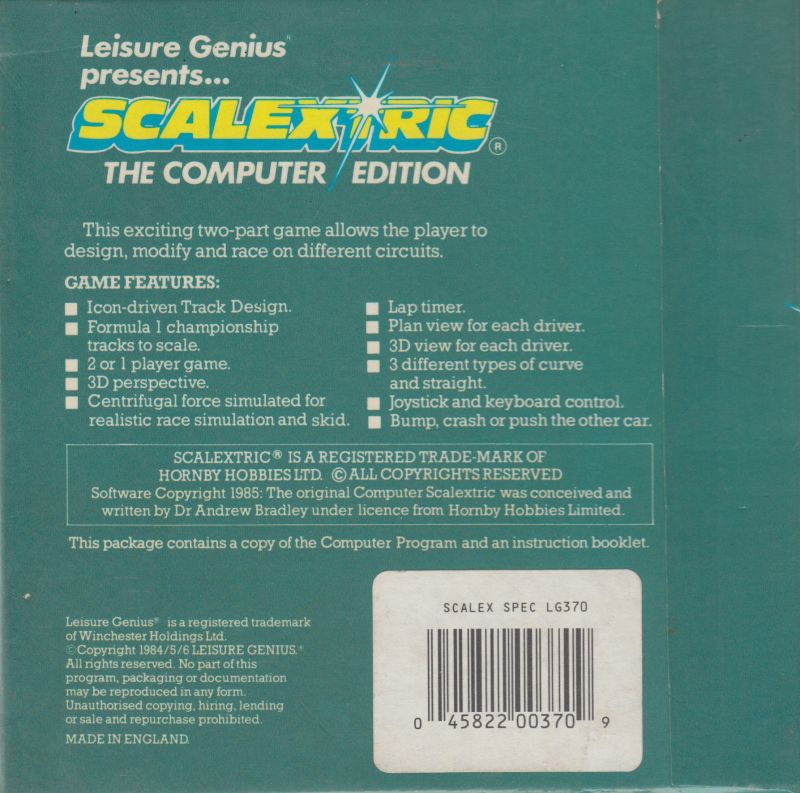 Leisure Genius®
presents...
SCALEXTRIC®
THE COMPUTER EDITION
This exciting two-part game allows the player to
design, modify and race on different circuits.
GAME FEATURES:
■ Icon-driven Track Design.
■ Formula 1 championship
tracks to scale.
■ 2 or 1 player game.
■ 3D perspective.
■ Centrifugal force simulated for
realistic race simulation and skid.
■ Lap timer.
■ Plan view for each driver.
■ 3D view for each driver.
■ 3 different types of curve
and straight.
■ Joystick and keyboard control.
■ Bump, crash or push the other car.
SCALEXTRIC® IS A REGISTERED TRADE-MARK OF
HORNBY HOBBIES LTD. © ALL COPYRIGHTS RESERVED
Software Copyright 1985: The original Computer Scalextric was conceived and
written by Dr Andrew Bradley under licence from Hornby Hobbies Limited.
This package contains a copy of the Computer Program and an instruction booklet.
Leisure Genius® is a registered trademark
of Winchester Holdings Ltd.
©Copyright 1984/5/6 LEISURE GENIUS.®
All rights reserved. No part of this
program, packaging or documentation
may be reproduced in any form.
Unauthorised copying, hiring, lending
or sale and repurchase prohibited.
MADE IN ENGLAND.
SCALEX SPEC LG370
0 45822 00370 9